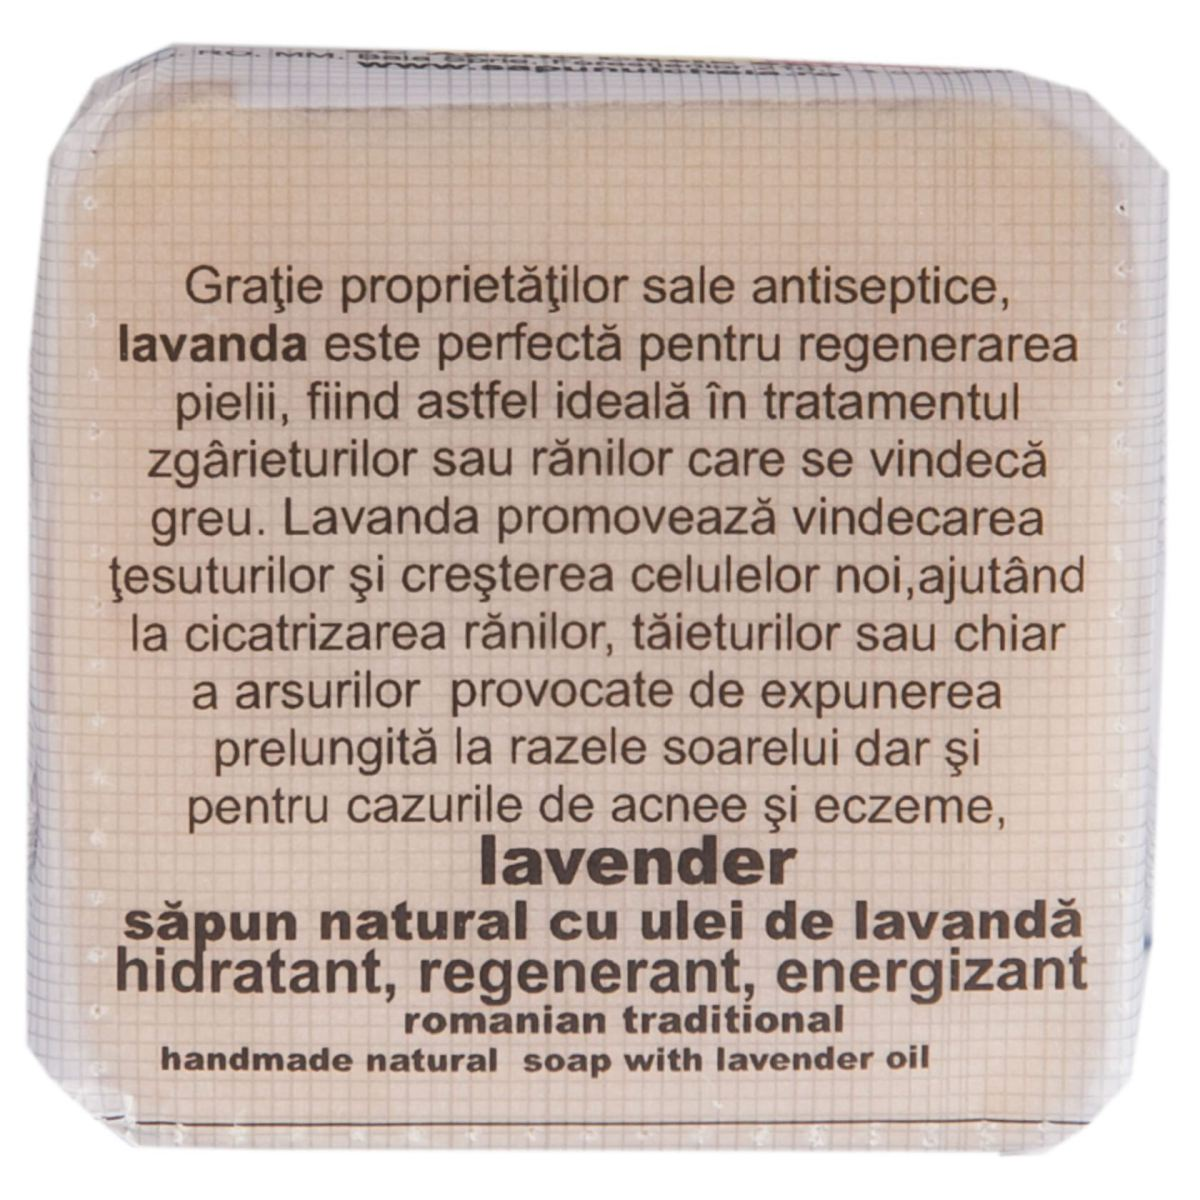 RO. MM.
Graţie proprietăţilor sale antiseptice,
lavanda este perfectă pentru regenerarea
pielii, fiind astfel ideală în tratamentul
zgârieturilor sau rănilor care se vindecă
greu. Lavanda promovează vindecarea
ţesuturilor şi creşterea celulelor noi,ajutând
la cicatrizarea rănilor, tăieturilor sau chiar
a arsurilor  provocate de expunerea
prelungită la razele soarelui dar şi
pentru cazurile de acnee şi eczeme,
lavender
săpun natural cu ulei de lavandă
hidratant, regenerant, energizant
romanian traditional
handmade natural  soap with lavender oil